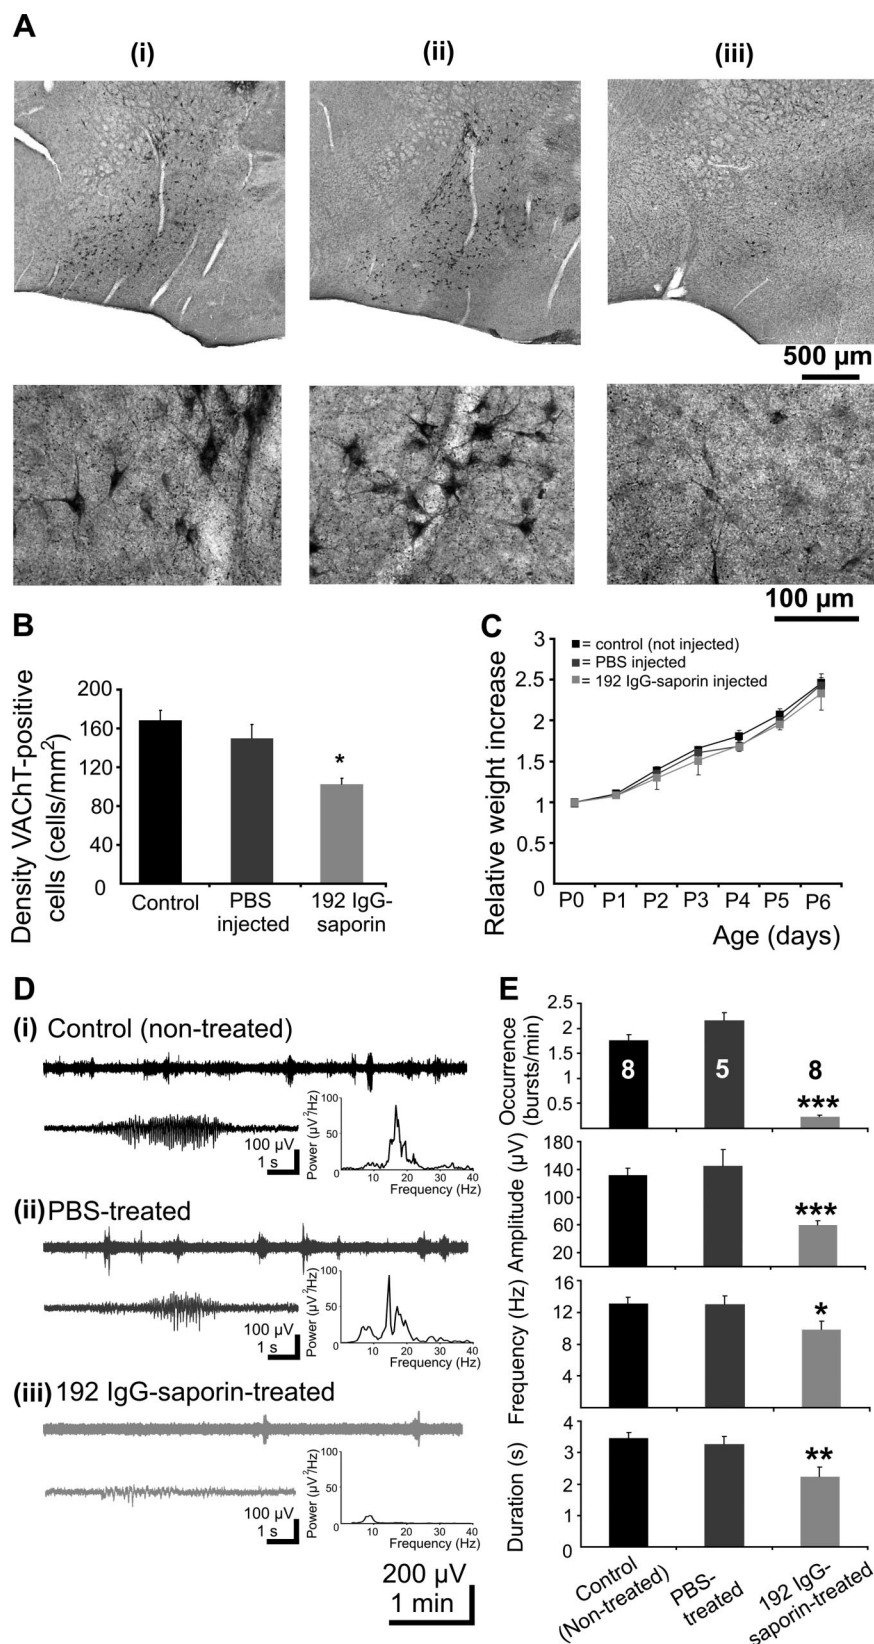 A
(i)
(ii)
(iii)
500 µm
100 µm
B
Density VAChT-positive
cells (cells/mm²)
200
160
120
80
40
0
Control
PBS
injected
192 IgG-
saporin
*
C
Relative weight increase
3
2.5
2
1.5
1
0.5
0
= control (not injected)
= PBS injected
= 192 IgG-saporin injected
P0 P1 P2 P3 P4 P5 P6
Age (days)
D
(i) Control (non-treated)
100 µV
1 s
Power (µV²/Hz)
100
50
0
10 20 30 40
Frequency (Hz)
(ii) PBS-treated
100 µV
1 s
Power (µV²/Hz)
100
50
0
10 20 30 40
Frequency (Hz)
(iii) 192 IgG-saporin-treated
100 µV
1 s
Power (µV²/Hz)
100
50
0
10 20 30 40
Frequency (Hz)
200 µV
1 min
E
Occurrence
(bursts/min)
2.5
2
1.5
1
0.5
8
5
8
***
Amplitude (µV)
180
140
100
60
20
***
Frequency (Hz)
16
12
8
4
*
Duration (s)
4
3
2
1
0
**
Control
(Non-treated)
PBS-
treated
192 IgG-
saporin-treated